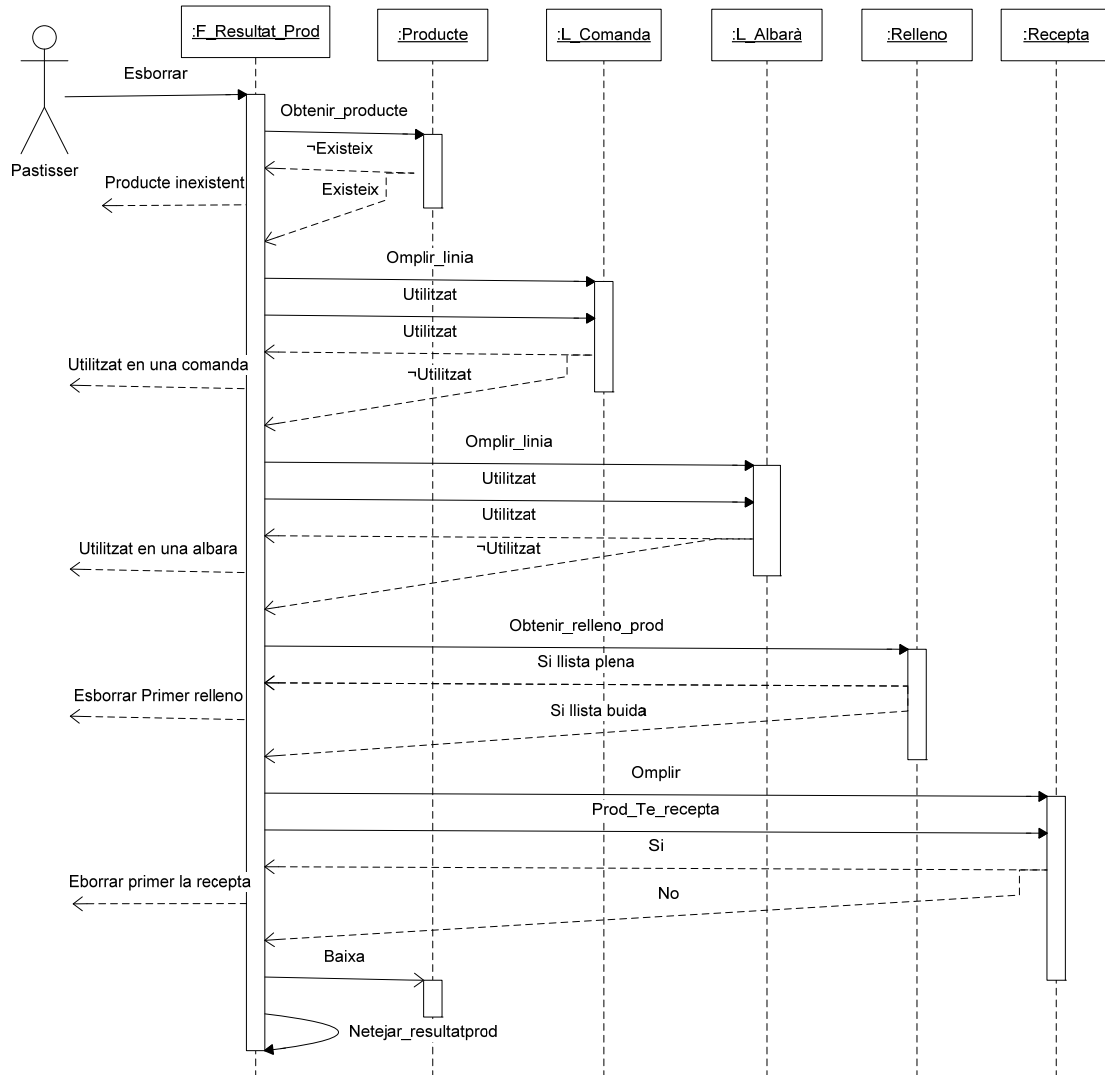 :F_Resultat_Prod
:Producte
:L_Comanda
:L_Albarà
:Relleno
:Recepta
Pastisser
Esborrar
Obtenir_producte
¬Existeix
Producte inexistent
Existeix
Omplir_linia
Utilitzat
Utilitzat
Utilitzat en una comanda
¬Utilitzat
Omplir_linia
Utilitzat
Utilitzat
Utilitzat en una albara
¬Utilitzat
Obtenir_relleno_prod
Si llista plena
Esborrar Primer relleno
Si llista buida
Omplir
Prod_Te_recepta
Si
Eborrar primer la recepta
No
Baixa
Netejar_resultatprod